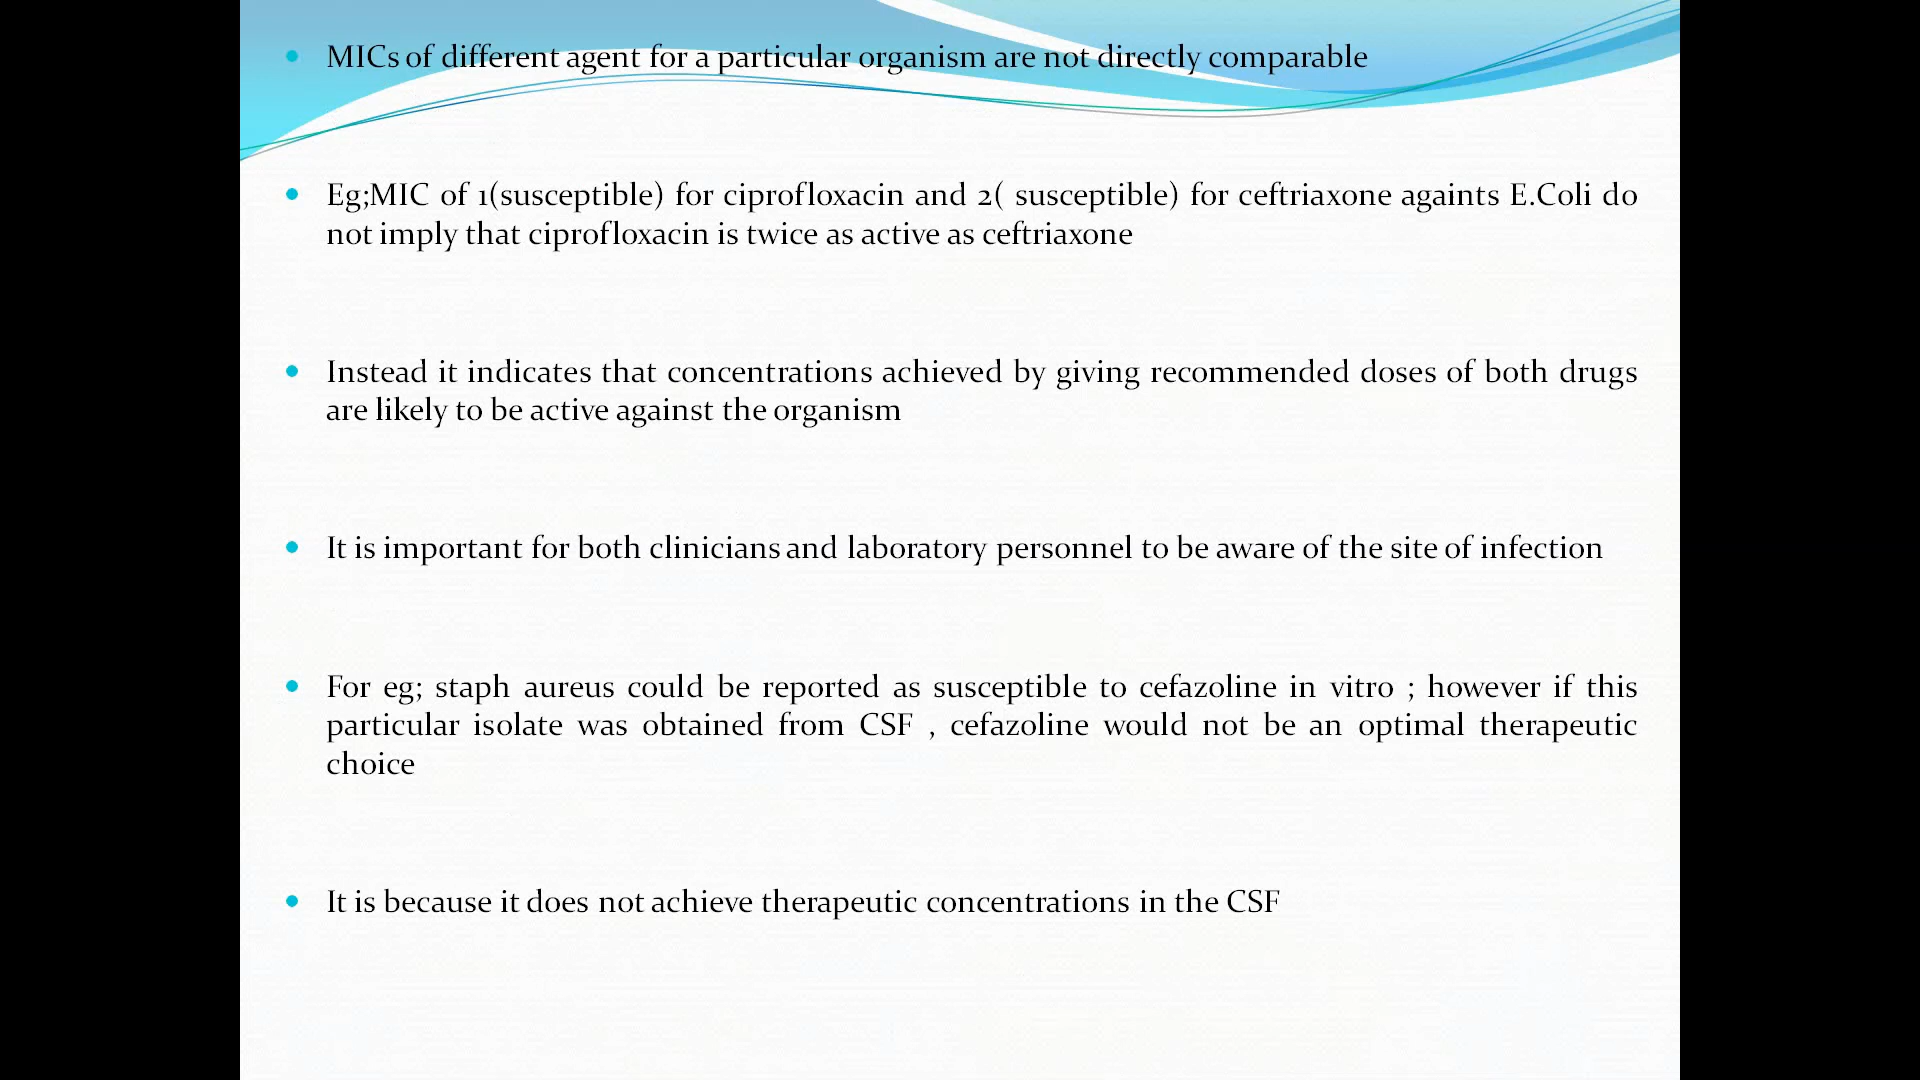 MICs of different agent for a particular organism are not directly comparable
Eg;MIC of 1(susceptible) for ciprofloxacin and 2( susceptible) for ceftriaxone againts E.Coli do
not imply that ciprofloxacin is twice as active as ceftriaxone
Instead it indicates that concentrations achieved by giving recommended doses of both drugs
are likely to be active against the organism
It is important for both clinicians and laboratory personnel to be aware of the site of infection
For eg; staph aureus could be reported as susceptible to cefazoline in vitro ; however if this
particular isolate was obtained from CSF , cefazoline would not be an optimal therapeutic
choice
It is because it does not achieve therapeutic concentrations in the CSF